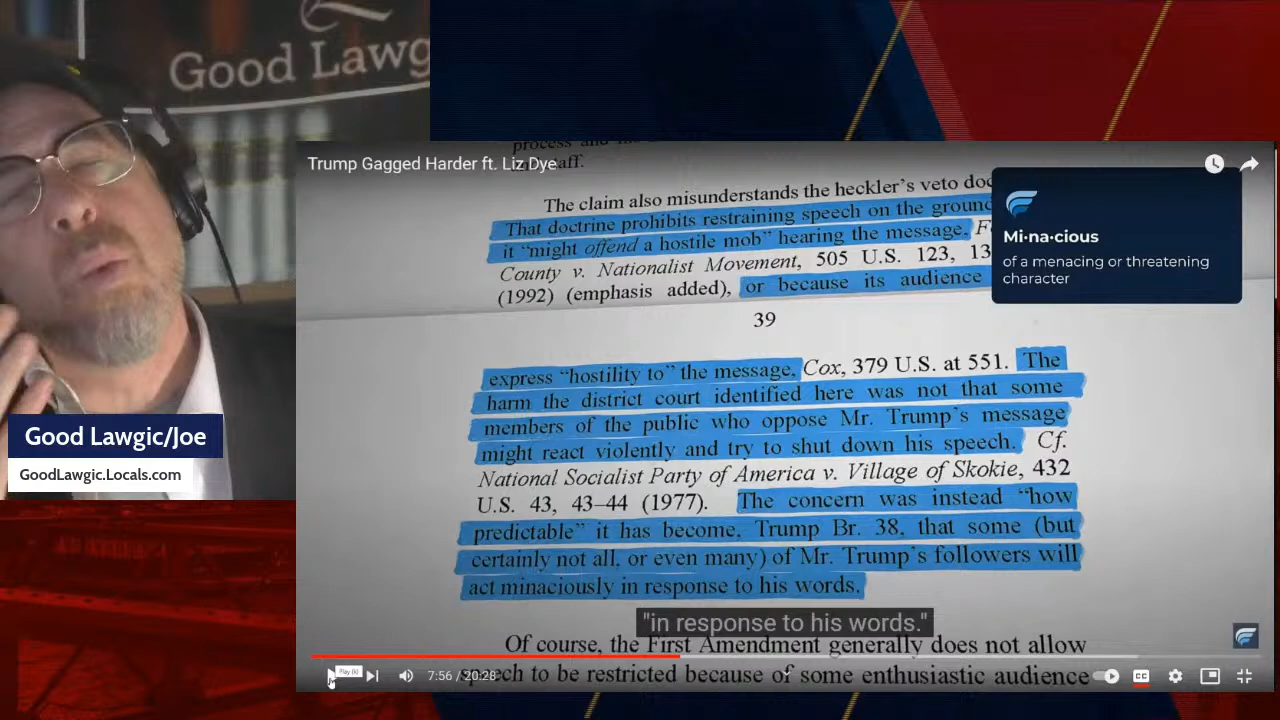 Good Lawg
Good Lawgic/Joe
GoodLawgic.Locals.com
Trump Gagged Harder ft. Liz Dye
process and
aff.
The claim also misunderstands the heckler's veto doc
That doctrine prohibits restraining speech on the ground
it "might offend a hostile mob" hearing the message. F
County v. Nationalist Movement, 505 U.S. 123, 13
(1992) (emphasis added), or because its audience
Mi·na·cious
of a menacing or threatening
character
39
express "hostility to" the message, Cox, 379 U.S. at 551. The
harm the district court identified here was not that some
members of the public who oppose Mr. Trump's message
might react violently and try to shut down his speech. Cf.
National Socialist Party of America v. Village of Skokie, 432
U.S. 43, 43–44 (1977). The concern was instead "how
predictable" it has become, Trump Br. 38, that some (but
certainly not all, or even many) of Mr. Trump's followers will
act minaciously in response to his words.
"in response to his words."
Of course, the First Amendment generally does not allow
speech to be restricted because of some enthusiastic audience
Play (k)
7:56 / 20:28
CC